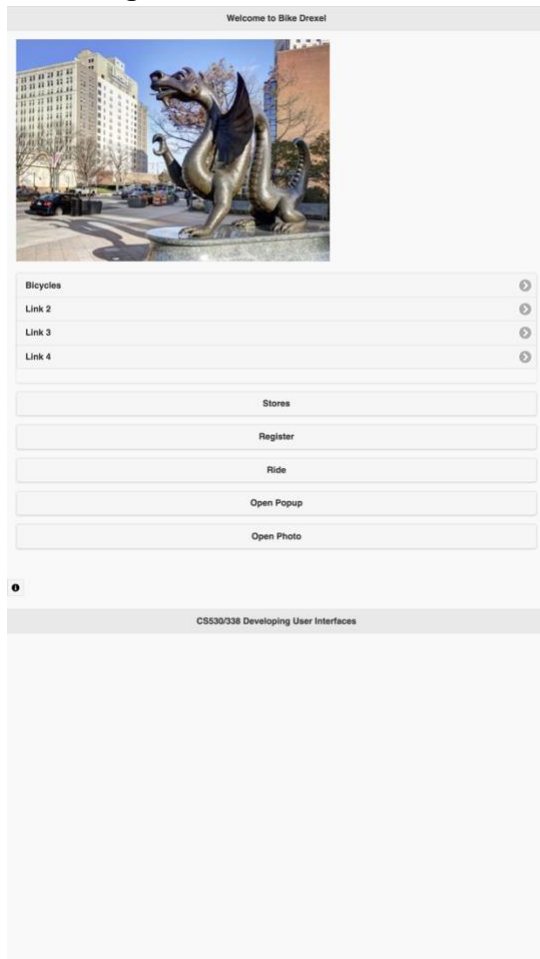 Welcome to Bike Drexel
Bicycles
Link 2
Link 3
Link 4
Stores
Register
Ride
Open Popup
Open Photo
CS530/338 Developing User Interfaces